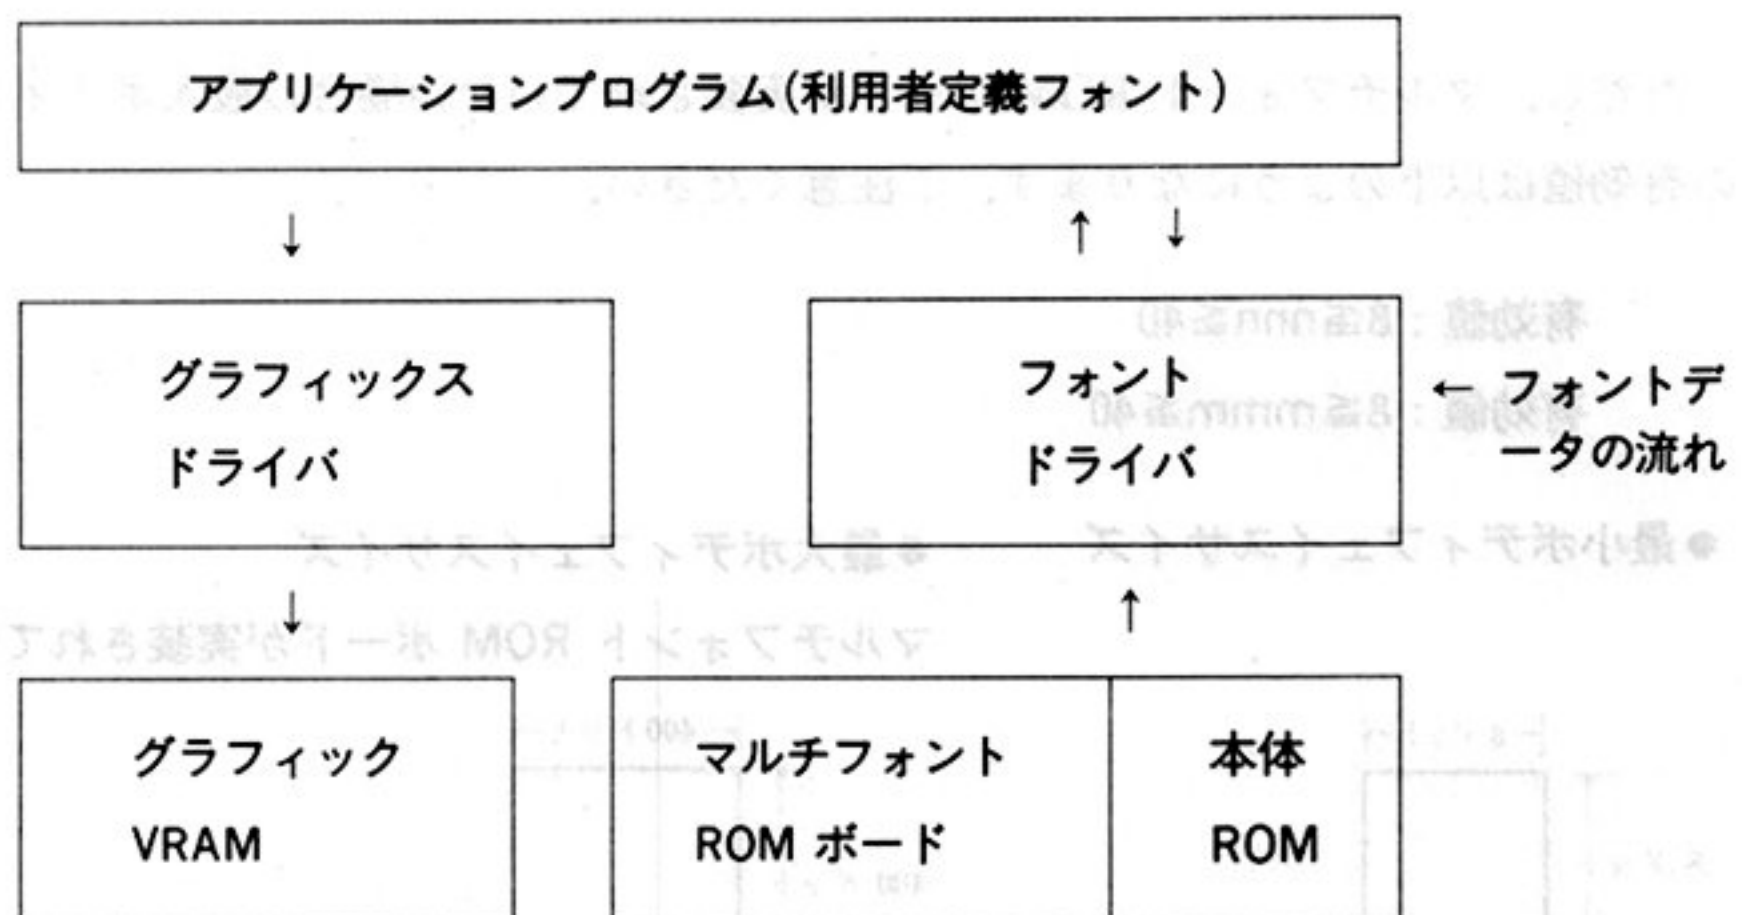 アプリケーションプログラム(利用者定義フォント)
↓
↑ ↓
グラフィックス
ドライバ
フォント
ドライバ
← フォントデ
ータの流れ
↓
↑
グラフィック
VRAM
マルチフォント
ROM ボード
本体
ROM